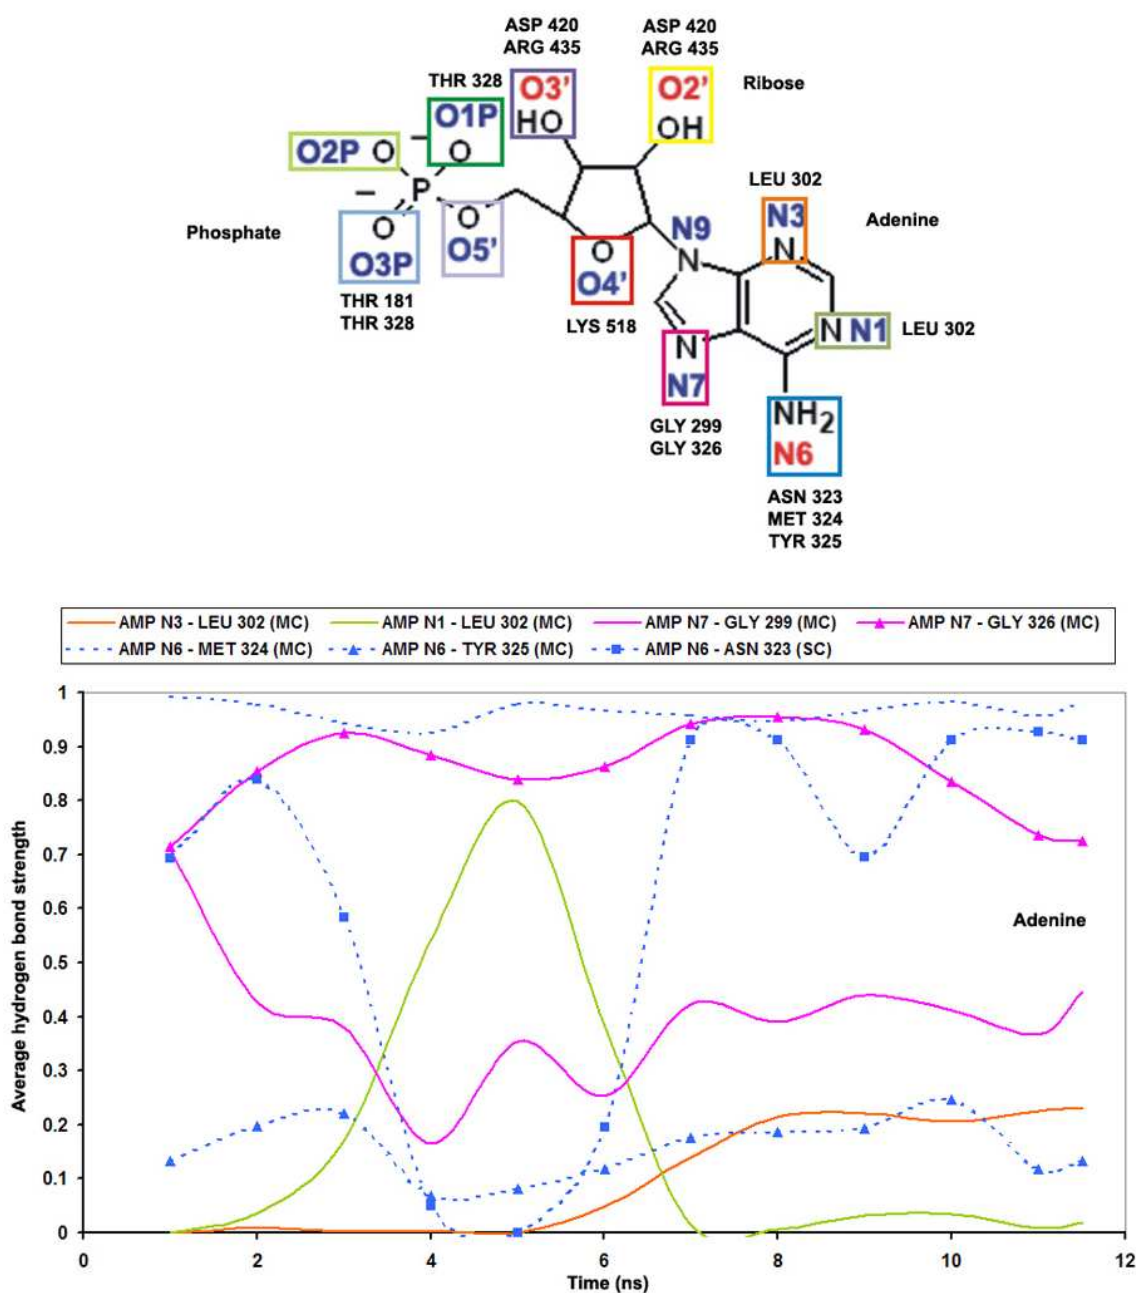 ASP 420
ARG 435
ASP 420
ARG 435
Ribose
THR 328
O3’
HO
O2’
OH
O1P
O
O2P O
−
−
P
O
O3P
O
O5’
Phosphate
THR 181
THR 328
O
O4’
LYS 518
N9
N
LEU 302
N3
N
Adenine
N N1
LEU 302
N
N7
GLY 299
GLY 326
NH2
N6
ASN 323
MET 324
TYR 325
AMP N3 - LEU 302 (MC) AMP N1 - LEU 302 (MC) AMP N7 - GLY 299 (MC) AMP N7 - GLY 326 (MC)
AMP N6 - MET 324 (MC) AMP N6 - TYR 325 (MC) AMP N6 - ASN 323 (SC)
Average hydrogen bond strength
1
0.9
0.8
0.7
0.6
0.5
0.4
0.3
0.2
0.1
0
Adenine
0 2 4 6 8 10 12
Time (ns)